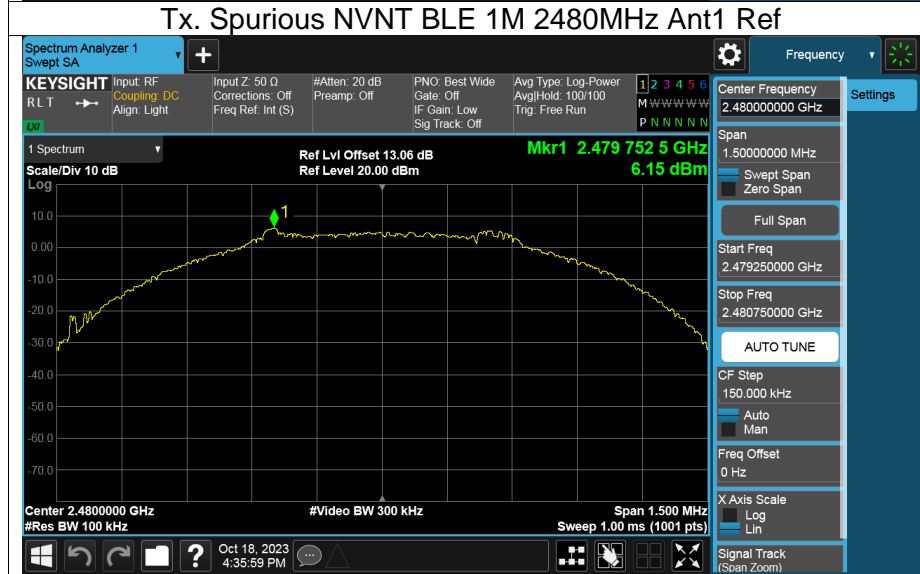 Tx. Spurious NVNT BLE 1M 2480MHz Ant1 Ref
Spectrum Analyzer 1
Swept SA
+
Frequency
KEYSIGHT
R L T
LXI
Input: RF
Coupling: DC
Align: Light
Input Z: 50 Ω
Corrections: Off
Freq Ref: Int (S)
#Atten: 20 dB
Preamp: Off
PNO: Best Wide
Gate: Off
IF Gain: Low
Sig Track: Off
Avg Type: Log-Power
Avg|Hold: 100/100
Trig: Free Run
1 2 3 4 5 6
M W W W W W
P N N N N N
1 Spectrum
Scale/Div 10 dB
Log
Ref Lvl Offset 13.06 dB
Ref Level 20.00 dBm
Mkr1 2.479 752 5 GHz
6.15 dBm
1
10.0
0.00
-10.0
-20.0
-30.0
-40.0
-50.0
-60.0
-70.0
Center 2.4800000 GHz
#Res BW 100 kHz
#Video BW 300 kHz
Span 1.500 MHz
Sweep 1.00 ms (1001 pts)
?
Oct 18, 2023
4:35:59 PM
Center Frequency
2.480000000 GHz
Settings
Span
1.50000000 MHz
Swept Span
Zero Span
Full Span
Start Freq
2.479250000 GHz
Stop Freq
2.480750000 GHz
AUTO TUNE
CF Step
150.000 kHz
Auto
Man
Freq Offset
0 Hz
X Axis Scale
Log
Lin
Signal Track
(Span Zoom)